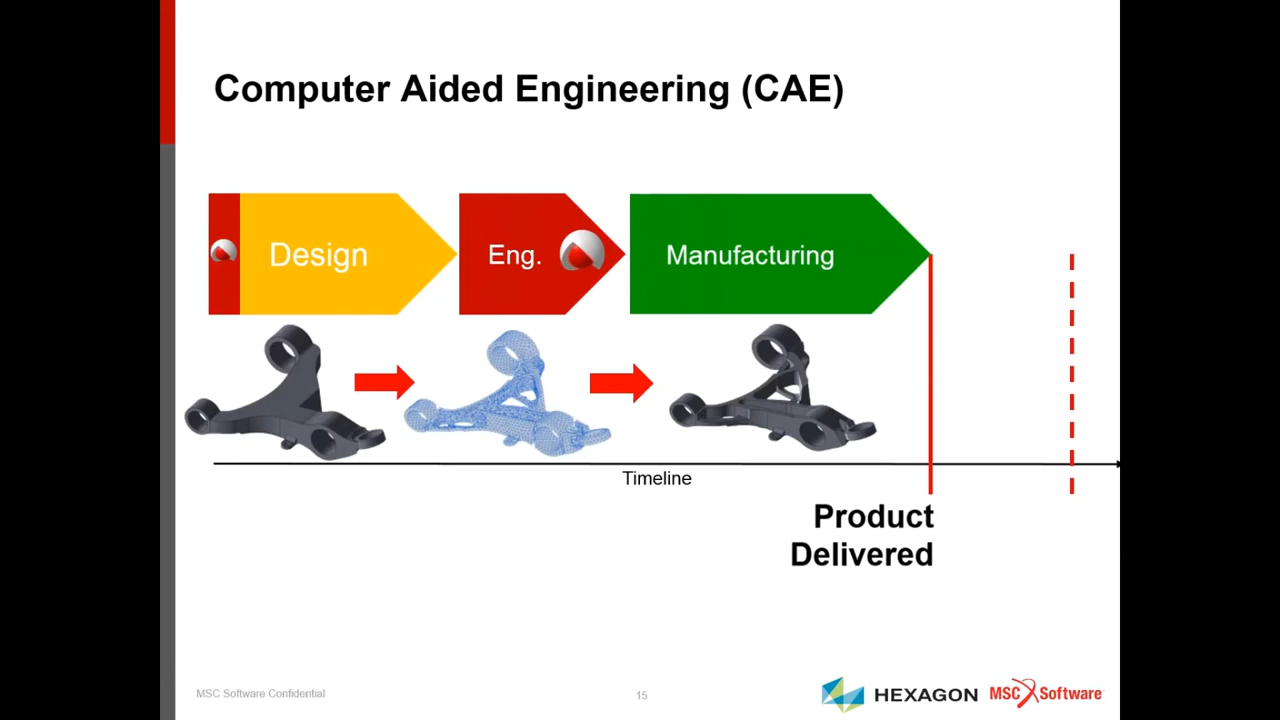 Computer Aided Engineering (CAE)
Design
Eng.
Manufacturing
Timeline
Product
Delivered
MSC Software Confidential
15
HEXAGON
MSC Software